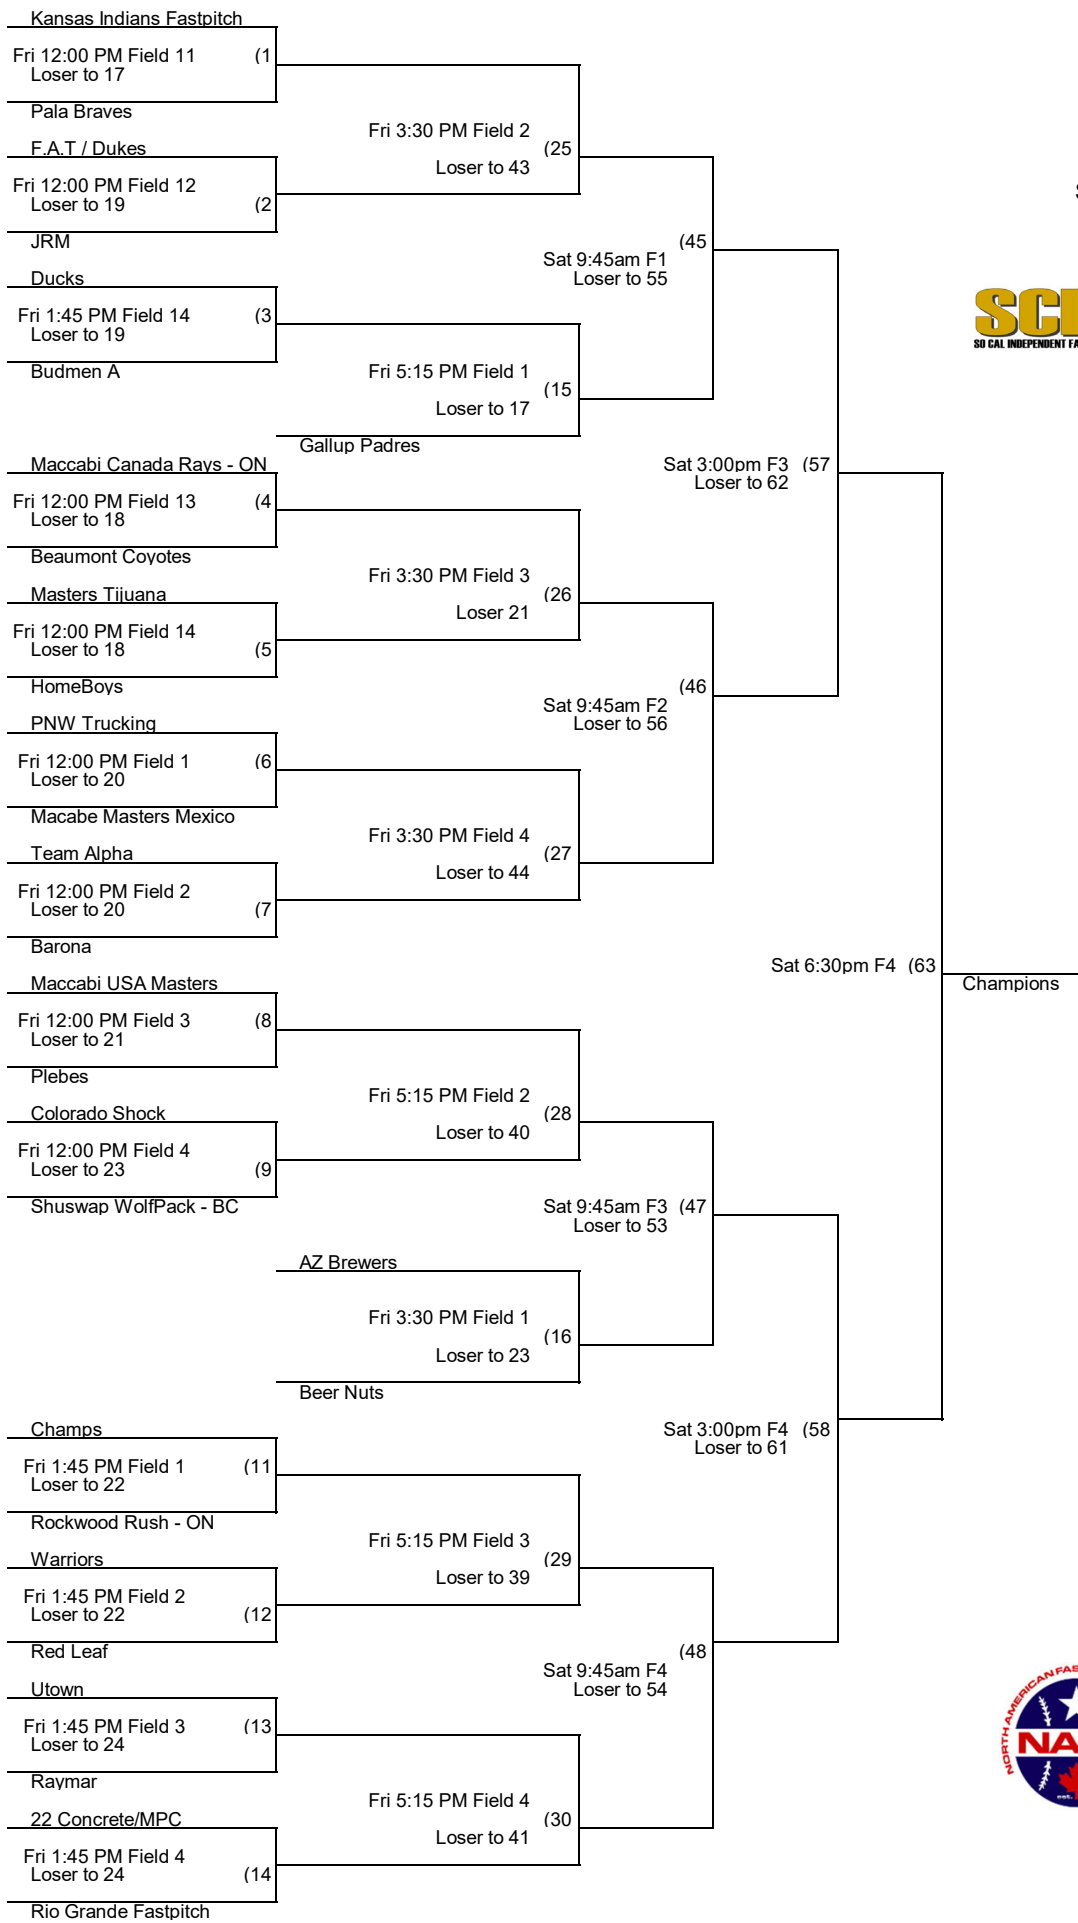 Kansas Indians Fastpitch
Fri 12:00 PM Field 11 (1
Loser to 17
Pala Braves
Fri 3:30 PM Field 2
(25
Loser to 43
F.A.T / Dukes
Fri 12:00 PM Field 12
Loser to 19 (2
JRM
Sat 9:45am F1 (45
Loser to 55
Ducks
Fri 1:45 PM Field 14 (3
Loser to 19
Budmen A
Fri 5:15 PM Field 1
(15
Loser to 17
Gallup Padres
Sat 3:00pm F3 (57
Loser to 62
Maccabi Canada Rays - ON
Fri 12:00 PM Field 13 (4
Loser to 18
Beaumont Coyotes
Fri 3:30 PM Field 3
(26
Loser 21
Masters Tijuana
Fri 12:00 PM Field 14
Loser to 18 (5
HomeBoys
(46
Sat 9:45am F2
Loser to 56
PNW Trucking
Fri 12:00 PM Field 1 (6
Loser to 20
Macabe Masters Mexico
Fri 3:30 PM Field 4
(27
Loser to 44
Team Alpha
Fri 12:00 PM Field 2
Loser to 20 (7
Barona
Sat 6:30pm F4 (63
Champions
Maccabi USA Masters
Fri 12:00 PM Field 3 (8
Loser to 21
Plebes
Fri 5:15 PM Field 2
(28
Loser to 40
Colorado Shock
Fri 12:00 PM Field 4
Loser to 23 (9
Shuswap WolfPack - BC
Sat 9:45am F3 (47
Loser to 53
AZ Brewers
Fri 3:30 PM Field 1
(16
Loser to 23
Beer Nuts
Sat 3:00pm F4 (58
Loser to 61
Champs
Fri 1:45 PM Field 1 (11
Loser to 22
Rockwood Rush - ON
Fri 5:15 PM Field 3
(29
Loser to 39
Warriors
Fri 1:45 PM Field 2
Loser to 22 (12
Red Leaf
(48
Sat 9:45am F4
Loser to 54
Utown
Fri 1:45 PM Field 3 (13
Loser to 24
Raymar
Fri 5:15 PM Field 4
(30
Loser to 41
22 Concrete/MPC
Fri 1:45 PM Field 4
Loser to 24 (14
Rio Grande Fastpitch
SO CAL INDEPENDENT
NORTH AMERICAN
est.